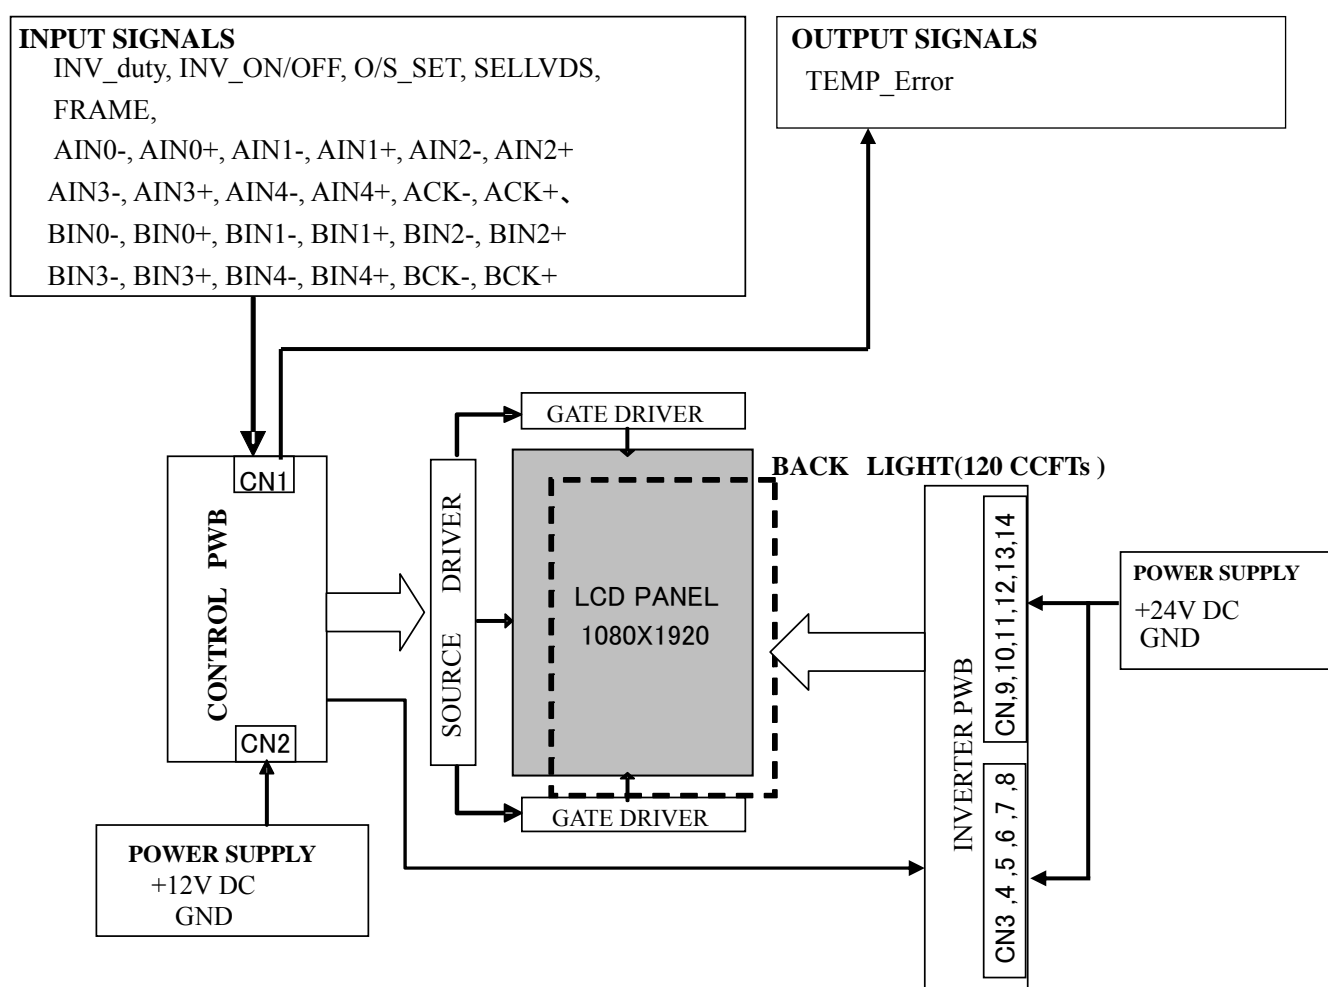 INPUT SIGNALS
INV_duty, INV_ON/OFF, O/S_SET, SELLVDS,
FRAME,
AIN0-, AIN0+, AIN1-, AIN1+, AIN2-, AIN2+
AIN3-, AIN3+, AIN4-, AIN4+, ACK-, ACK+、
BIN0-, BIN0+, BIN1-, BIN1+, BIN2-, BIN2+
BIN3-, BIN3+, BIN4-, BIN4+, BCK-, BCK+
OUTPUT SIGNALS
TEMP_Error
GATE DRIVER
BACK LIGHT(120 CCFTs )
CN1
CONTROL PWB
CN2
SOURCE DRIVER
LCD PANEL
1080X1920
GATE DRIVER
INVERTER PWB
CN,9,10,11,12,13,14
CN3 ,4 ,5 ,6 ,7 ,8
POWER SUPPLY
+24V DC
GND
POWER SUPPLY
+12V DC
GND